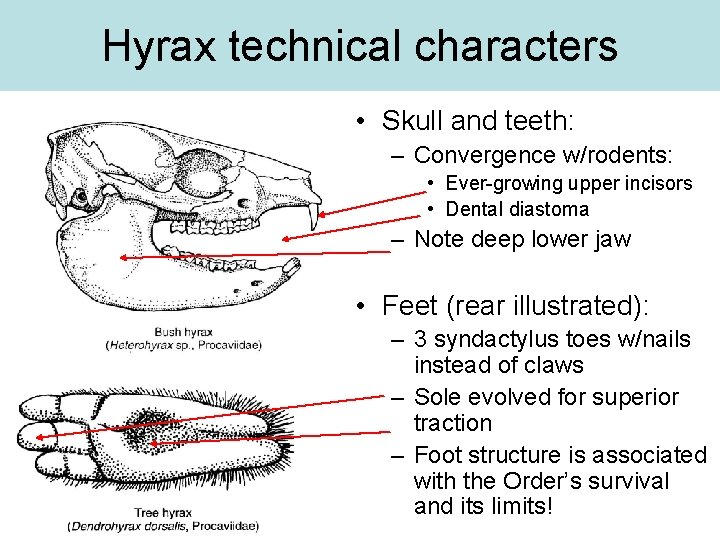 Hyrax technical characters
• Skull and teeth:
– Convergence w/rodents:
• Ever-growing upper incisors
• Dental diastoma
– Note deep lower jaw
Bush hyrax
(Heterohyrax sp., Procaviidae)
• Feet (rear illustrated):
– 3 syndactylus toes w/nails
instead of claws
– Sole evolved for superior
traction
– Foot structure is associated
with the Order's survival
and its limits!
Tree hyrax
(Dendrohyrax dorsalis, Procaviidae)